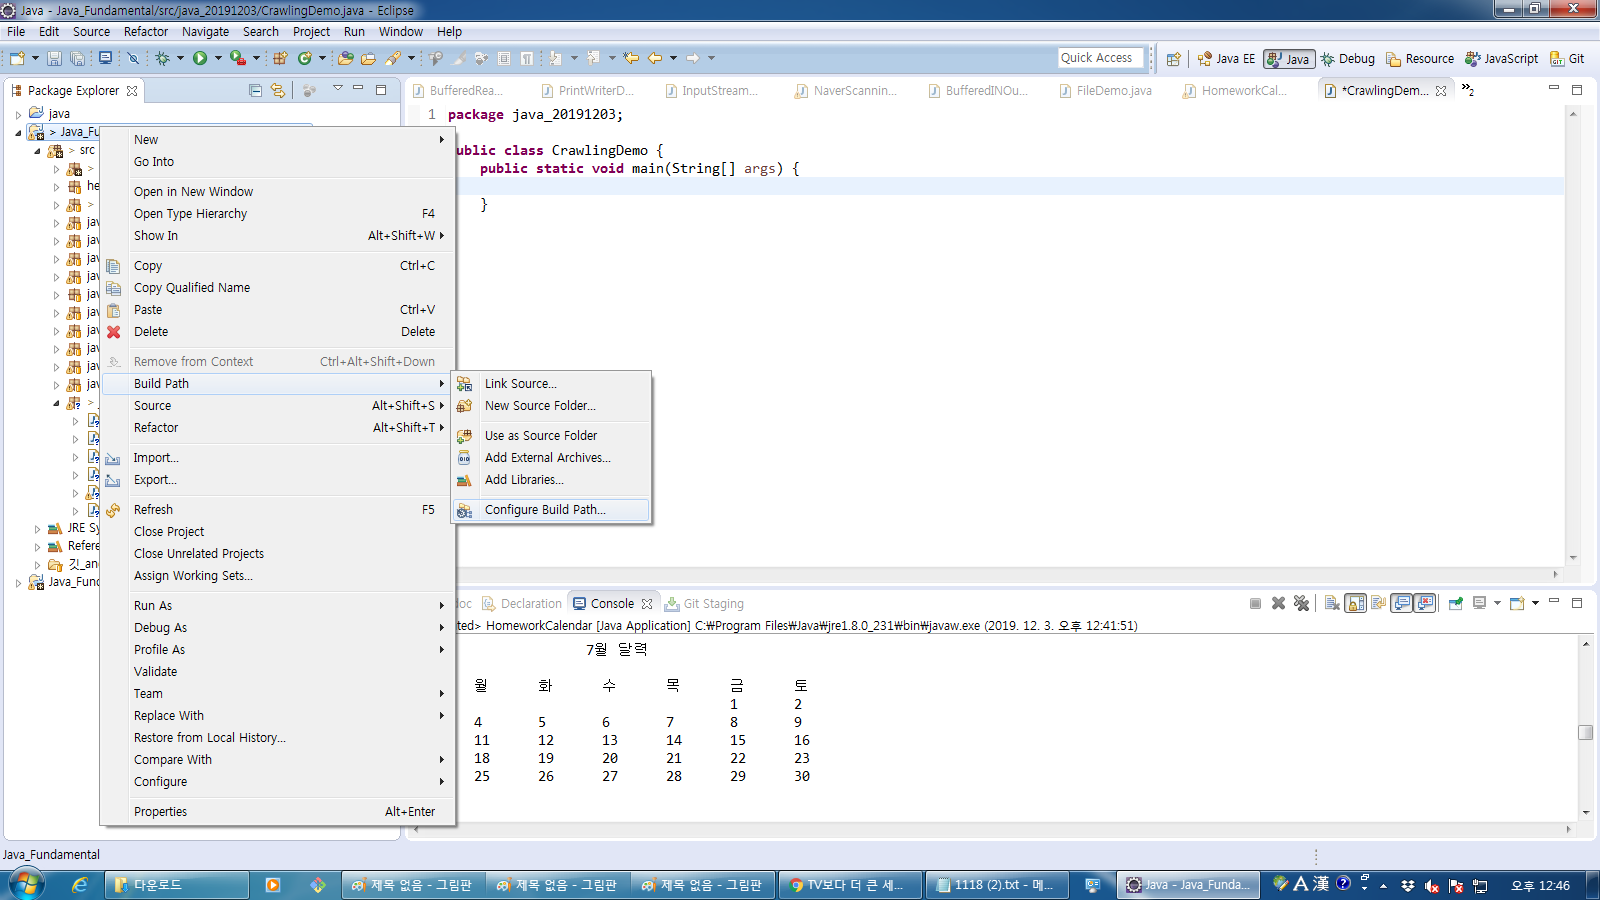 Java - Java_Fundamental/src/java_20191203/CrawlingDemo.java - Eclipse
File Edit Source Refactor Navigate Search Project Run Window Help
Quick Access
Java EE Java Debug Resource JavaScript Git
Package Explorer
java
> Java_Fu
> src
>
he
>
jav
jav
jav
jav
jav
jav
jav
jav
jav
jav
>
JRE Sy
Refere
깃_and
Java_Fund
New
Go Into
Open in New Window
Open Type Hierarchy F4
Show In Alt+Shift+W
Copy Ctrl+C
Copy Qualified Name
Paste Ctrl+V
Delete Delete
Remove from Context Ctrl+Alt+Shift+Down
Build Path
Source Alt+Shift+S
Refactor Alt+Shift+T
Import...
Export...
Refresh F5
Close Project
Close Unrelated Projects
Assign Working Sets...
Run As
Debug As
Profile As
Validate
Team
Replace With
Restore from Local History...
Compare With
Configure
Properties Alt+Enter
Link Source...
New Source Folder...
Use as Source Folder
Add External Archives...
Add Libraries...
Configure Build Path...
BufferedRea... PrintWriterD... InputStream... NaverScannin... BufferedINOu... FileDemo.java HomeworkCal... *CrawlingDem... »2
1 package java_20191203;
ublic class CrawlingDemo {
public static void main(String[] args) {
}
doc Declaration Console Git Staging
ted> HomeworkCalendar [Java Application] C:₩Program Files₩Java₩jre1.8.0_231₩bin₩javaw.exe (2019. 12. 3. 오후 12:41:51)
7월 달력
월 화 수 목 금 토
1 2
4 5 6 7 8 9
11 12 13 14 15 16
18 19 20 21 22 23
25 26 27 28 29 30
Java_Fundamental
다운로드
제목 없음 - 그림판
제목 없음 - 그림판
제목 없음 - 그림판
TV보다 더 큰 세...
1118 (2).txt - 메...
Java - Java_Funda...
A 漢
오후 12:46